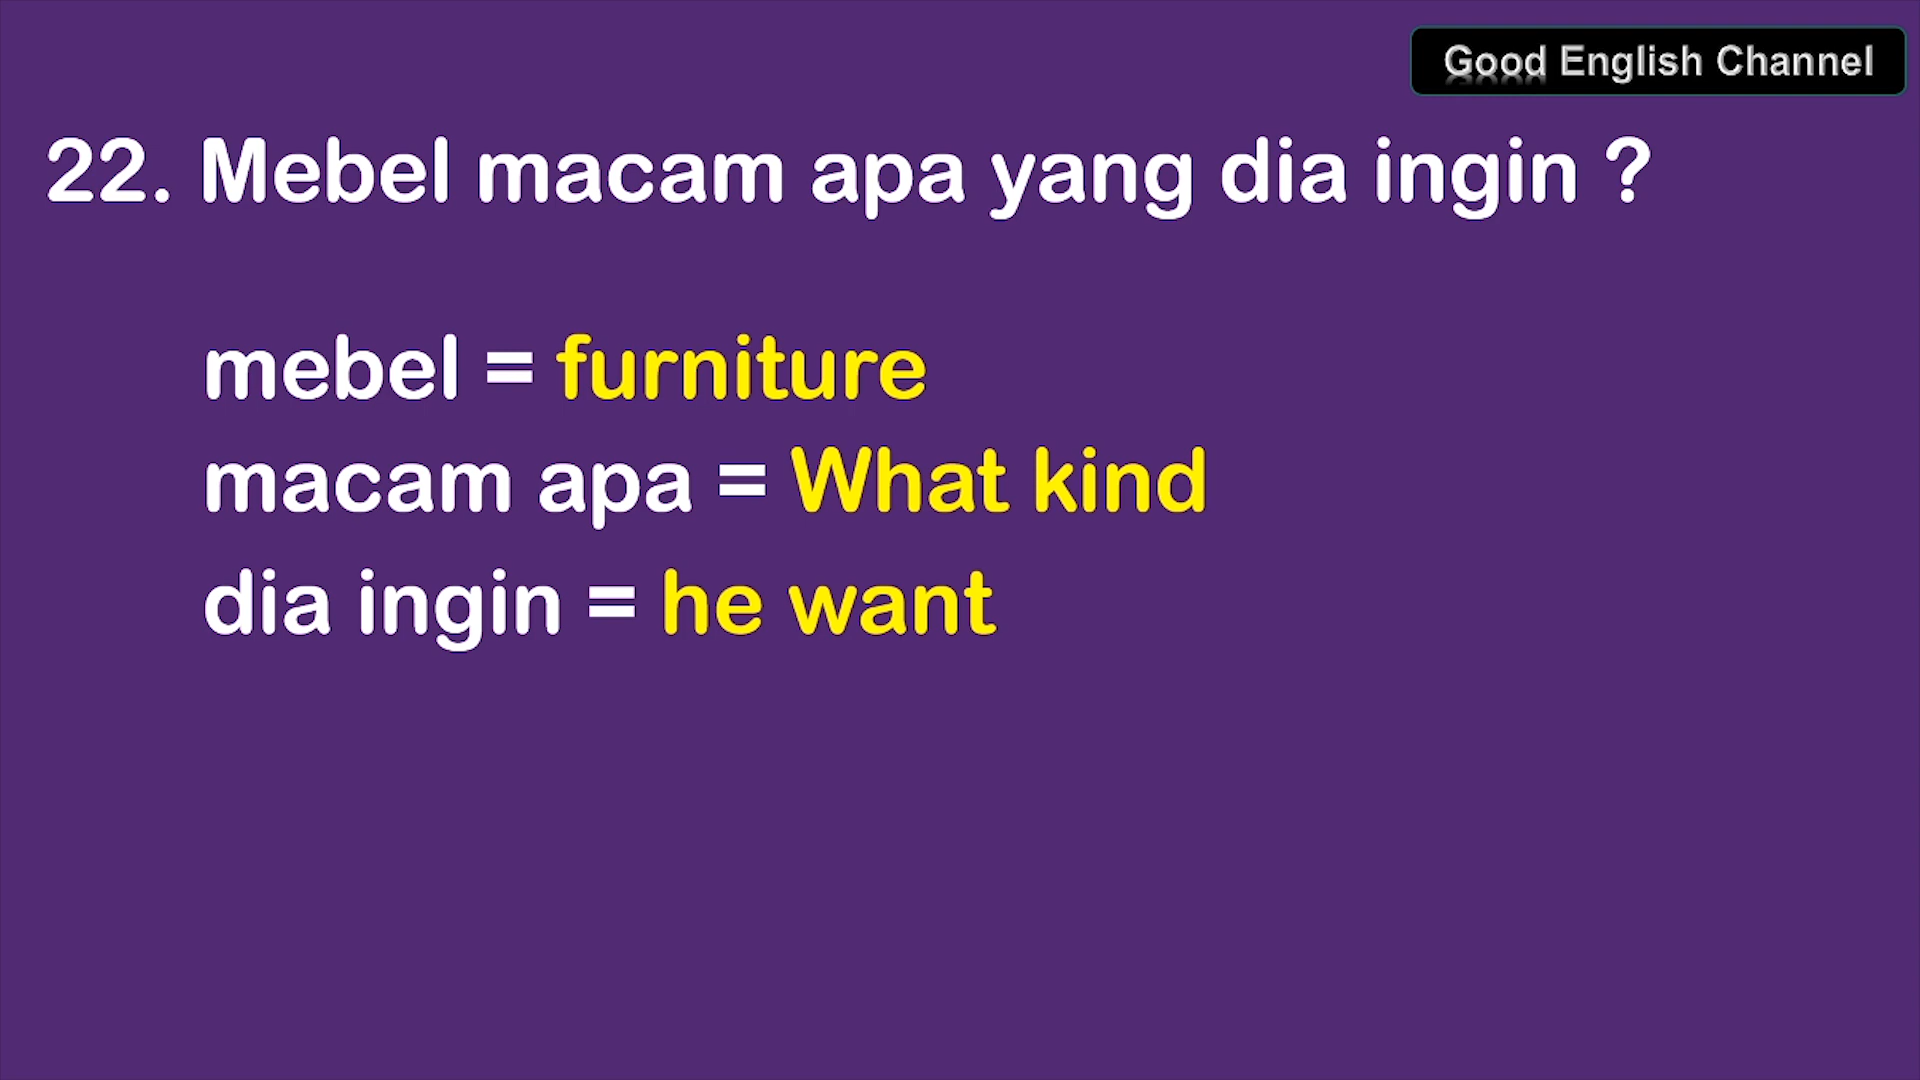 Good English Channel
22. Mebel macam apa yang dia ingin ?
mebel = furniture
macam apa = What kind
dia ingin = he want